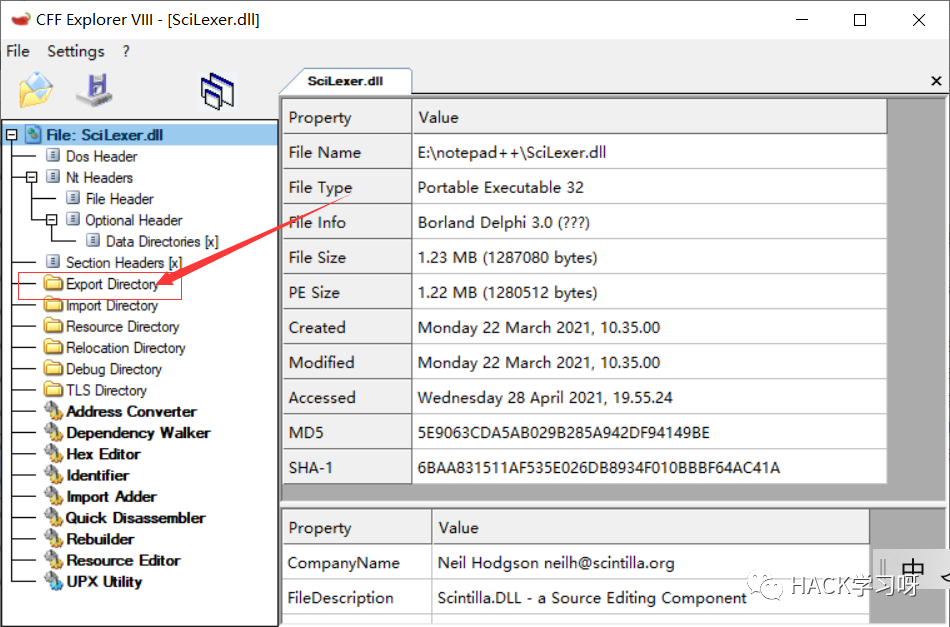 CFF Explorer VIII - [SciLexer.dll]
File Settings ?
SciLexer.dll
File: SciLexer.dll
Dos Header
Nt Headers
File Header
Optional Header
Data Directories [x]
Section Headers [x]
Export Directory
Import Directory
Resource Directory
Relocation Directory
Debug Directory
TLS Directory
Address Converter
Dependency Walker
Hex Editor
Identifier
Import Adder
Quick Disassembler
Rebuilder
Resource Editor
UPX Utility
Property Value
File Name E:\notepad++\SciLexer.dll
File Type Portable Executable 32
File Info Borland Delphi 3.0 (???)
File Size 1.23 MB (1287080 bytes)
PE Size 1.22 MB (1280512 bytes)
Created Monday 22 March 2021, 10.35.00
Modified Monday 22 March 2021, 10.35.00
Accessed Wednesday 28 April 2021, 19.55.24
MD5 5E9063CDA5AB029B285A942DF94149BE
SHA-1 6BAA831511AF535E026DB8934F010BBBF64AC41A
Property Value
CompanyName Neil Hodgson neilh@scintilla.org
FileDescription Scintilla.DLL - a Source Editing Component
中
HACK学习呀